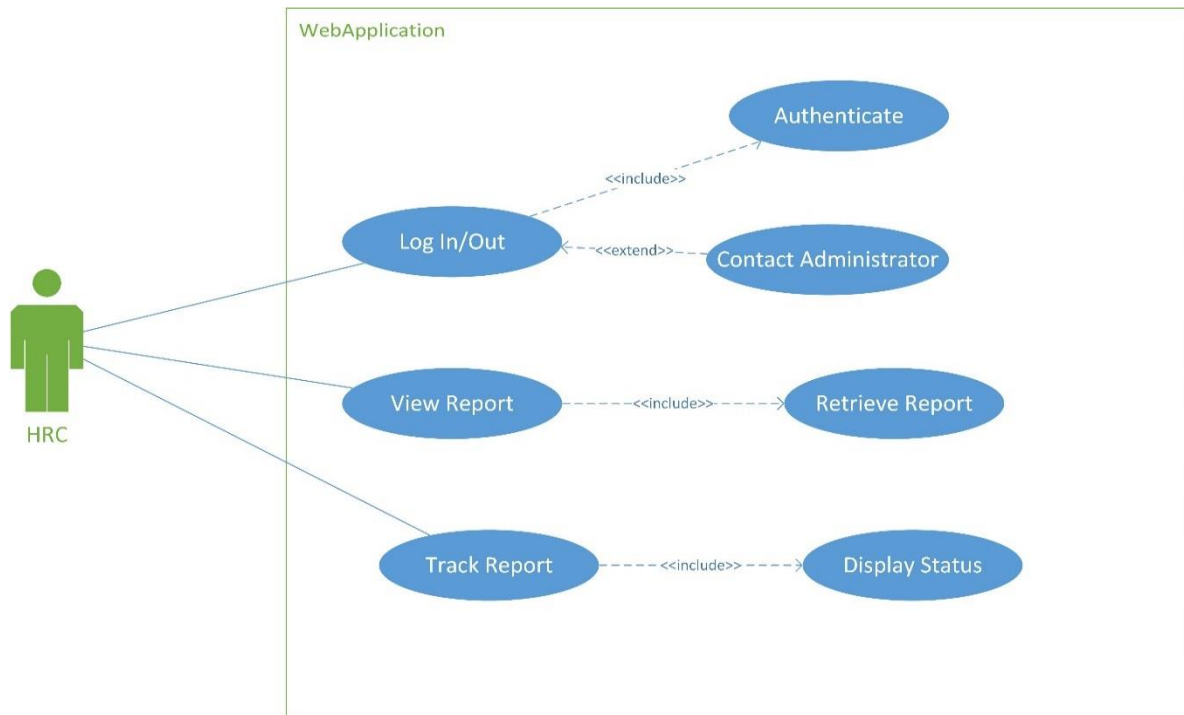 WebApplication
Authenticate
<<include>>
Log In/Out
<<extend>>
Contact Administrator
HRC
View Report
<<include>>
Retrieve Report
Track Report
<<include>>
Display Status